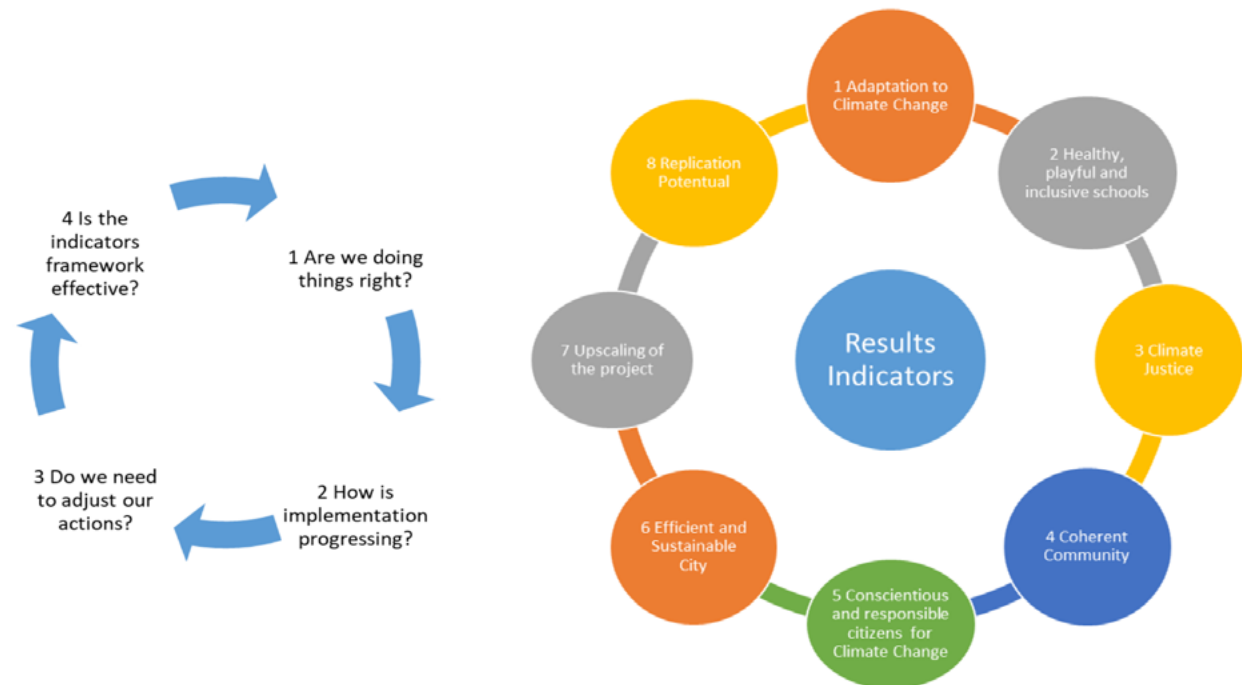 4 Is the
indicators
framework
effective?
1 Are we doing
things right?
2 How is
implementation
progressing?
3 Do we need
to adjust our
actions?
Results
Indicators
1 Adaptation to
Climate Change
2 Healthy,
playful and
inclusive schools
3 Climate
Justice
4 Coherent
Community
5 Conscientious
and responsible
citizens for
Climate Change
6 Efficient and
Sustainable
City
7 Upscaling of
the project
8 Replication
Potentual